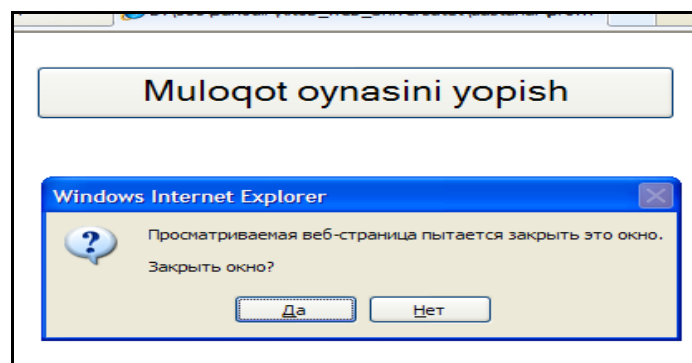 Muloqot oynasini yopish
Windows Internet Explorer
Просматриваемая веб-страница пытается закрыть это окно.
Закрыть окно?
Да Нет